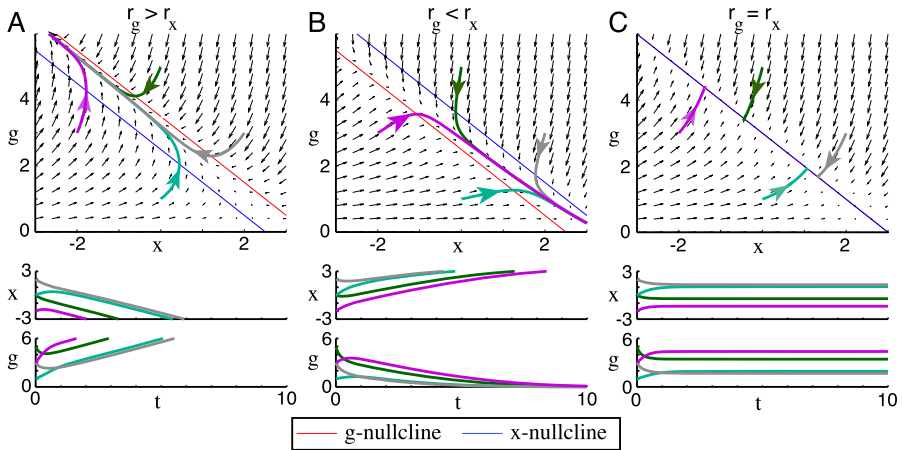 A r_g > r_x B r_g < r_x C r_g = r_x
g 4 2 0 -2 x 2
g 4 2 0 -2 x 2
g 4 2 0 -2 x 2
x 3 -3
x 3 -3
x 3 -3
g 6 0 0 t 10
g 6 0 0 t 10
g 6 0 0 t 10
g-nullcline x-nullcline